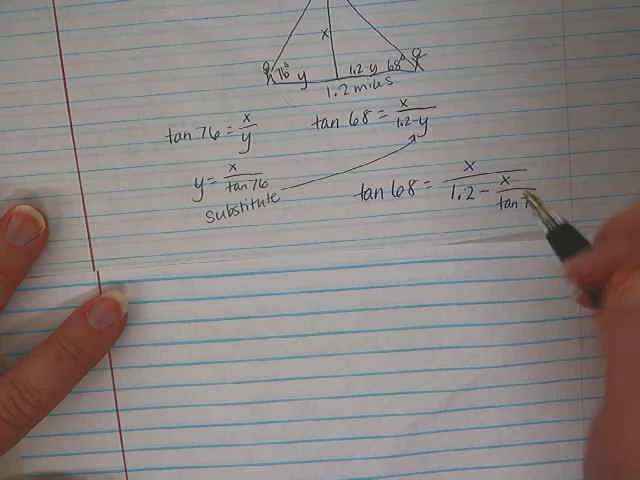 x
76° y 1.2-y 68°
1.2 miles
tan 76 = x/y tan 68 = x/1.2-y
y = x/tan 76
substitute
tan 68 = x/1.2 - x/tan 7